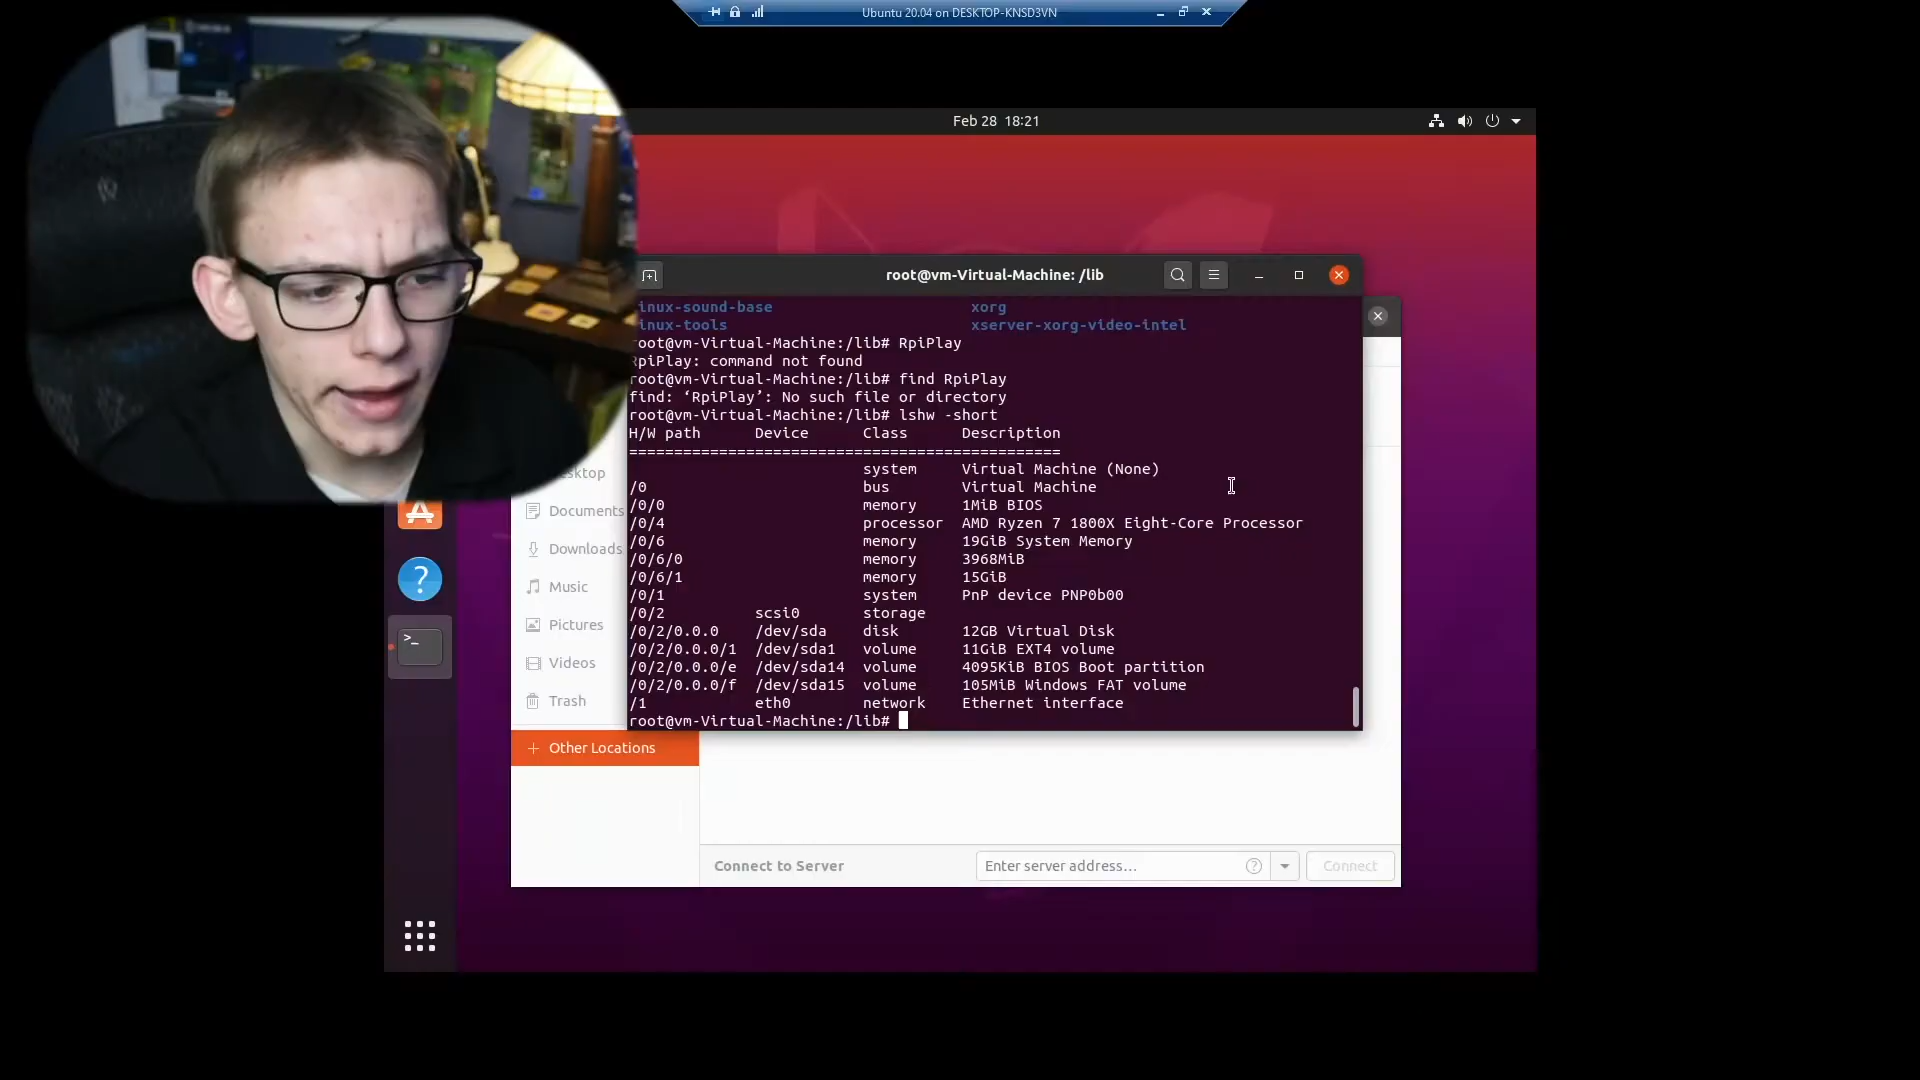 Ubuntu 20.04 on DESKTOP-KNSD3VN
Feb 28 18:21
root@vm-Virtual-Machine: /lib
inux-sound-base xorg
inux-tools xserver-xorg-video-intel
root@vm-Virtual-Machine:/lib# RpiPlay
RpiPlay: command not found
root@vm-Virtual-Machine:/lib# find RpiPlay
find: ‘RpiPlay’: No such file or directory
root@vm-Virtual-Machine:/lib# lshw -short
H/W path Device Class Description
=============================================
system Virtual Machine (None)
/0 bus Virtual Machine
/0/0 memory 1MiB BIOS
/0/4 processor AMD Ryzen 7 1800X Eight-Core Processor
/0/6 memory 19GiB System Memory
/0/6/0 memory 3968MiB
/0/6/1 memory 15GiB
/0/1 system PnP device PNP0b00
/0/2 scsi0 storage
/0/2/0.0.0 /dev/sda disk 12GB Virtual Disk
/0/2/0.0.0/1 /dev/sda1 volume 11GiB EXT4 volume
/0/2/0.0.0/e /dev/sda14 volume 4095KiB BIOS Boot partition
/0/2/0.0.0/f /dev/sda15 volume 105MiB Windows FAT volume
/1 eth0 network Ethernet interface
root@vm-Virtual-Machine:/lib#
esktop
Documents
Downloads
Music
Pictures
Videos
Trash
Other Locations
Connect to Server
Enter server address…
Connect